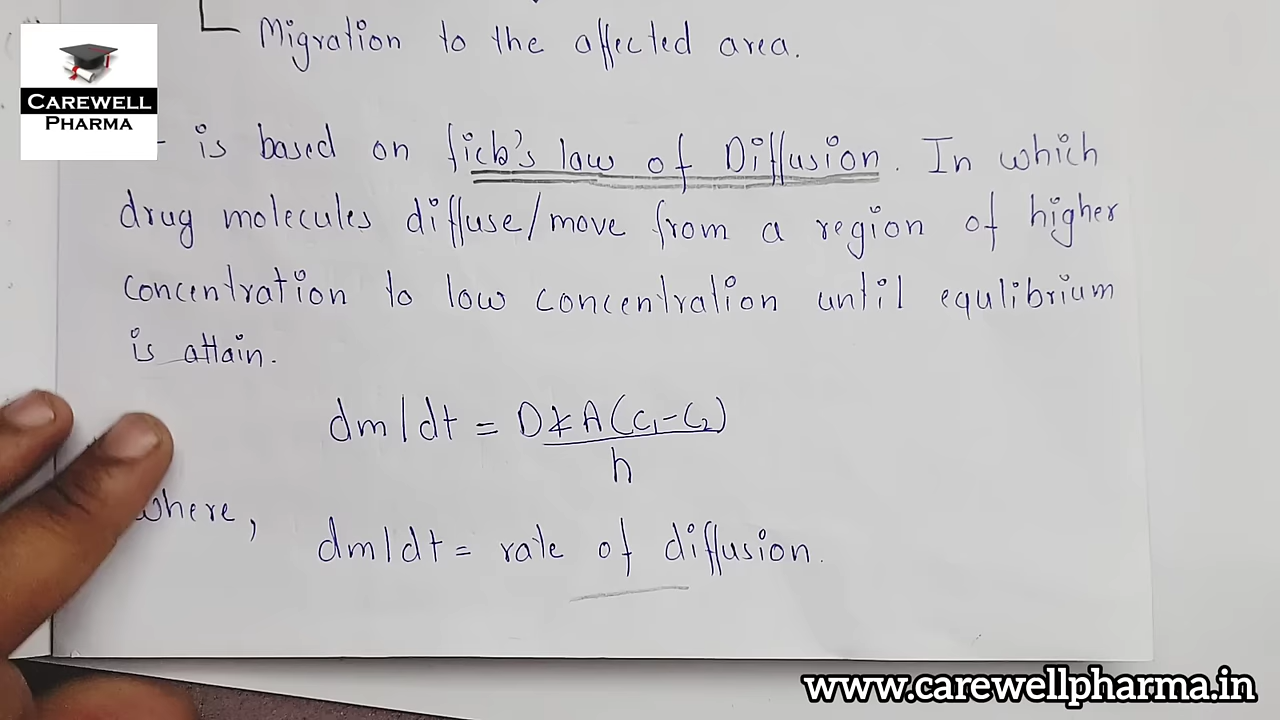 Migration to the affected area.
CAREWELL
PHARMA
- is based on fick's law of Diffusion. In which
drug molecules diffuse/move from a region of higher
concentration to low concentration until equlibrium
is attain.
dm/dt = DKA(C₁-C₂)
h
where,
dm/dt = rate of diffusion.
www.carewellpharma.in